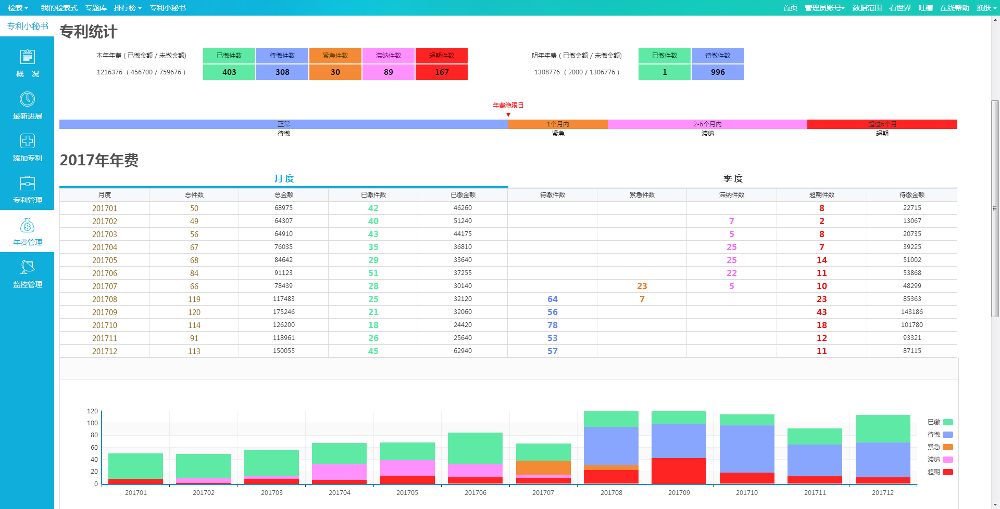 检索 我的检索式 专题库 排行榜 专利小秘书 首页 管理员账号 数据范围 看世界 吐槽 在线帮助 换肤
专利小秘书
概 况
最新进展
添加专利
专利管理
年费管理
监控管理
专利统计
本年年费 ( 已缴金额 / 未缴金额) 已缴件数 待缴件数 紧急件数 滞纳件数 超期件数 明年年费 ( 已缴金额 / 未缴金额) 已缴件数 待缴件数
1216376 ( 456700 / 759676 ) 403 308 30 89 167 1308776 ( 2000 / 1306776 ) 1 996
年费绝限日
正常 1个月内 2-6个月内 超过6个月
待缴 紧急 滞纳 超期
2017年年费
月 度 季 度
月度 总件数 总金额 已缴件数 已缴金额 待缴件数 紧急件数 滞纳件数 超期件数 待缴金额
201701 50 68975 42 46260 8 22715
201702 49 64307 40 51240 7 2 13067
201703 56 64910 43 44175 5 8 20735
201704 67 76035 35 36810 25 7 39225
201705 68 84642 29 33640 25 14 51002
201706 84 91123 51 37255 22 11 53868
201707 66 78439 28 30140 23 5 10 48299
201708 119 117483 25 32120 64 7 23 85363
201709 120 175246 21 32060 56 43 143186
201710 114 126200 18 24420 78 18 101780
201711 91 118961 26 25640 53 12 93321
201712 113 150055 45 62940 57 11 87115
120
100
80
60
40
20
0
201701 201702 201703 201704 201705 201706 201707 201708 201709 201710 201711 201712
已缴
待缴
紧急
滞纳
超期